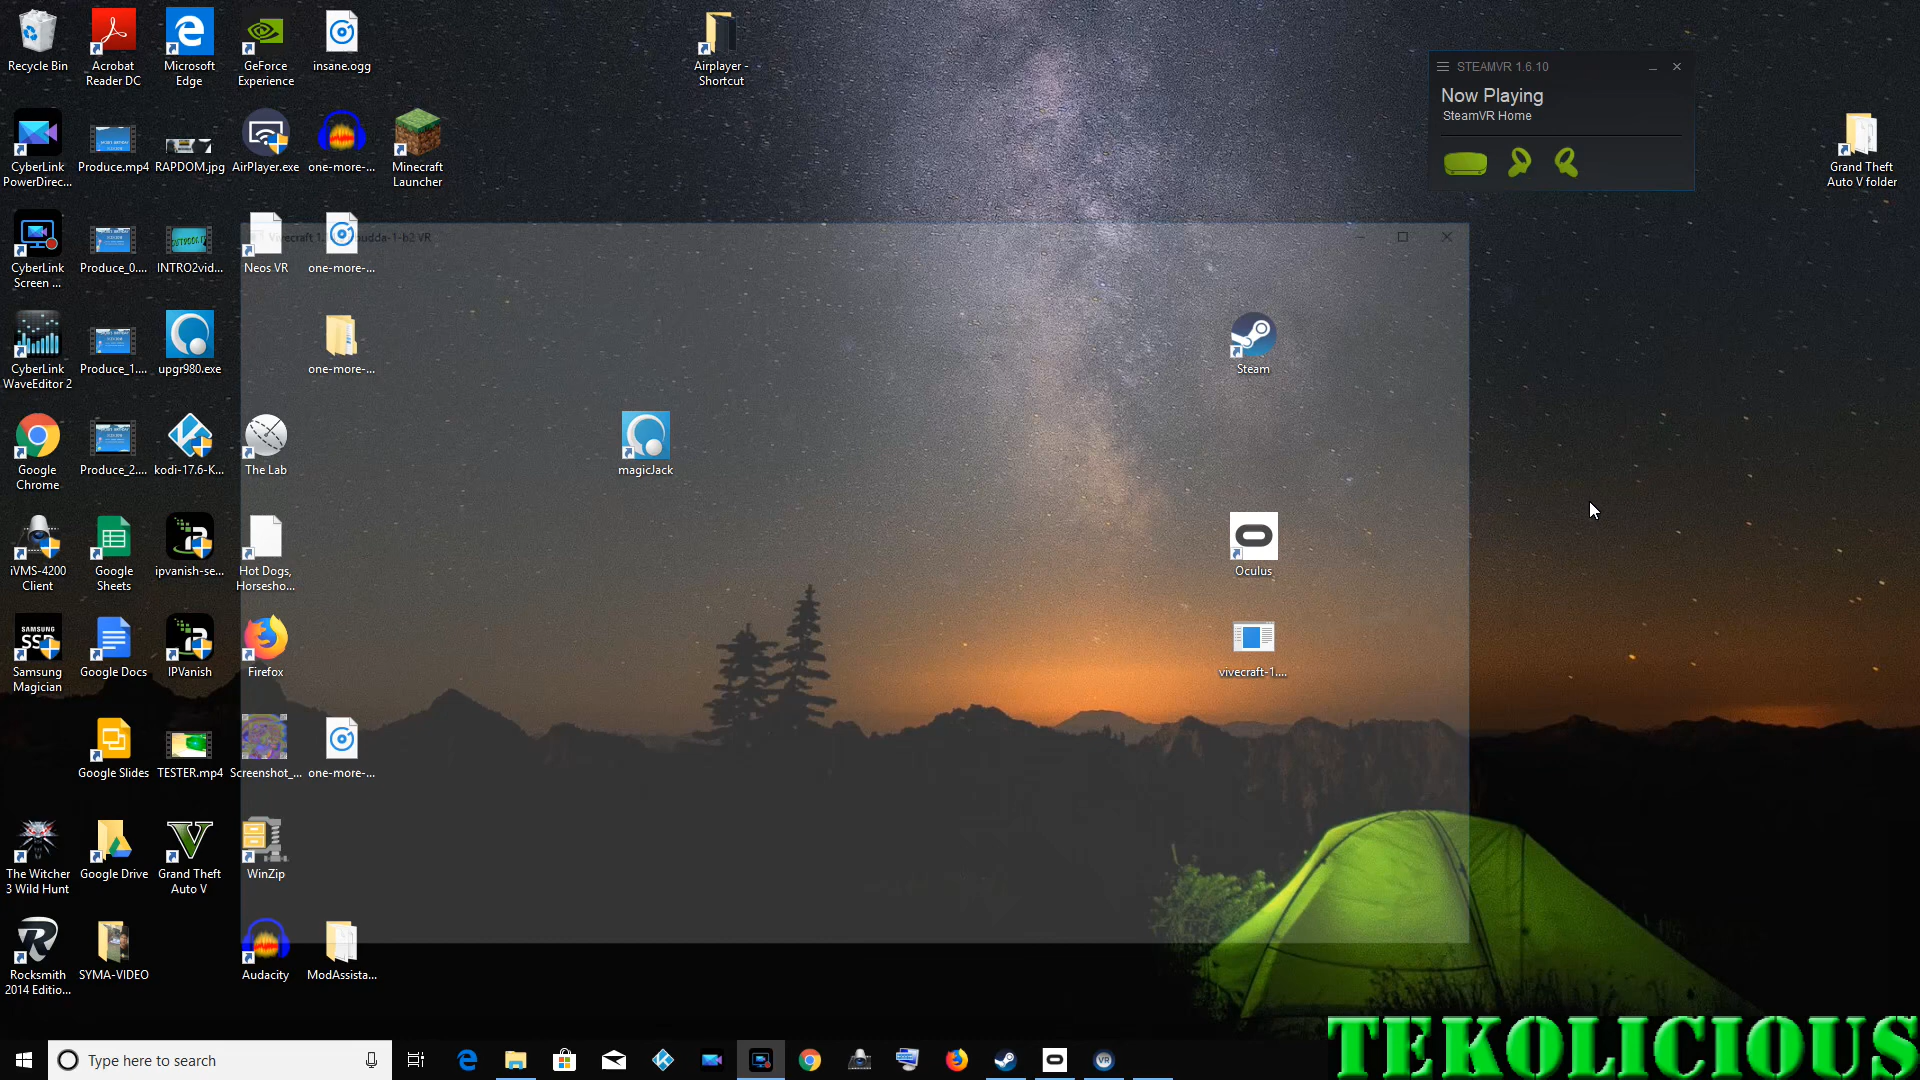 Recycle Bin
Acrobat
Reader DC
Microsoft
Edge
GeForce
Experience
insane.ogg
Airplayer -
Shortcut
STEAMVR 1.6.10
Now Playing
SteamVR Home
CyberLink
PowerDirec...
Produce.mp4
RAPDOM.jpg
AirPlayer.exe
one-more-...
Minecraft
Launcher
Grand Theft
Auto V folder
CyberLink
Screen ...
Produce_0....
INTRO2vid...
Neos VR
one-more-...
CyberLink
WaveEditor 2
Produce_1....
upgr980.exe
one-more-...
Steam
Google
Chrome
Produce_2....
kodi-17.6-K...
The Lab
magicJack
iVMS-4200
Client
Google
Sheets
ipvanish-se...
Hot Dogs,
Horsesho...
Oculus
SAMSUNG
SSD
Samsung
Magician
Google Docs
IPVanish
Firefox
vivecraft-1....
Google Slides
TESTER.mp4
Screenshot_...
one-more-...
The Witcher
3 Wild Hunt
Google Drive
Grand Theft
Auto V
WinZip
Rocksmith
2014 Editio...
SYMA-VIDEO
Audacity
ModAssista...
Type here to search
TEKOLICIOUS